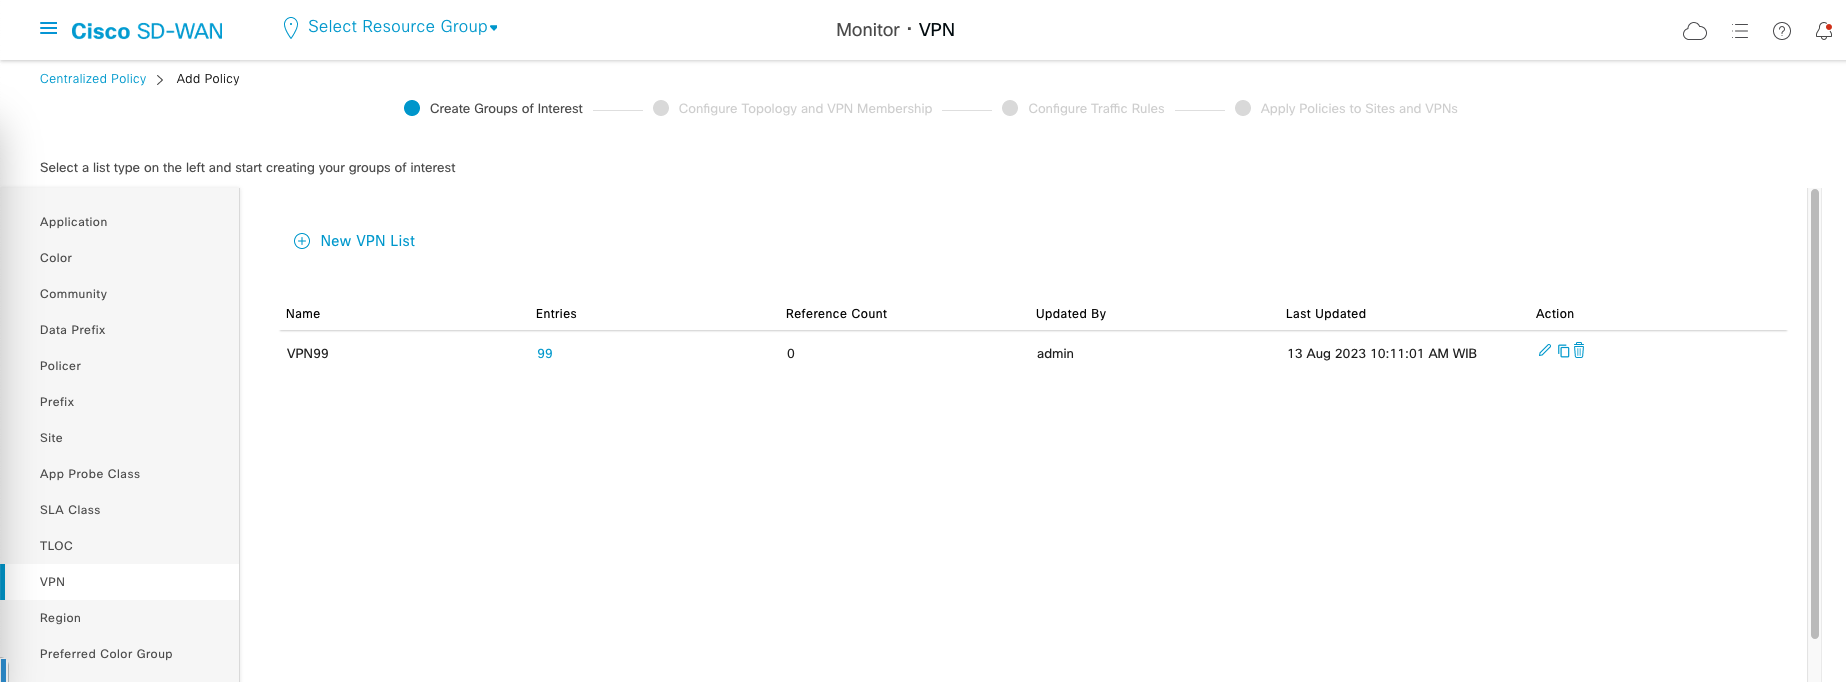 Cisco SD-WAN
Select Resource Group
Monitor · VPN
Centralized Policy > Add Policy
Create Groups of Interest
Configure Topology and VPN Membership
Configure Traffic Rules
Apply Policies to Sites and VPNs
Select a list type on the left and start creating your groups of interest
Application
Color
Community
Data Prefix
Policer
Prefix
Site
App Probe Class
SLA Class
TLOC
VPN
Region
Preferred Color Group
New VPN List
Name Entries Reference Count Updated By Last Updated Action
VPN99 99 0 admin 13 Aug 2023 10:11:01 AM WIB